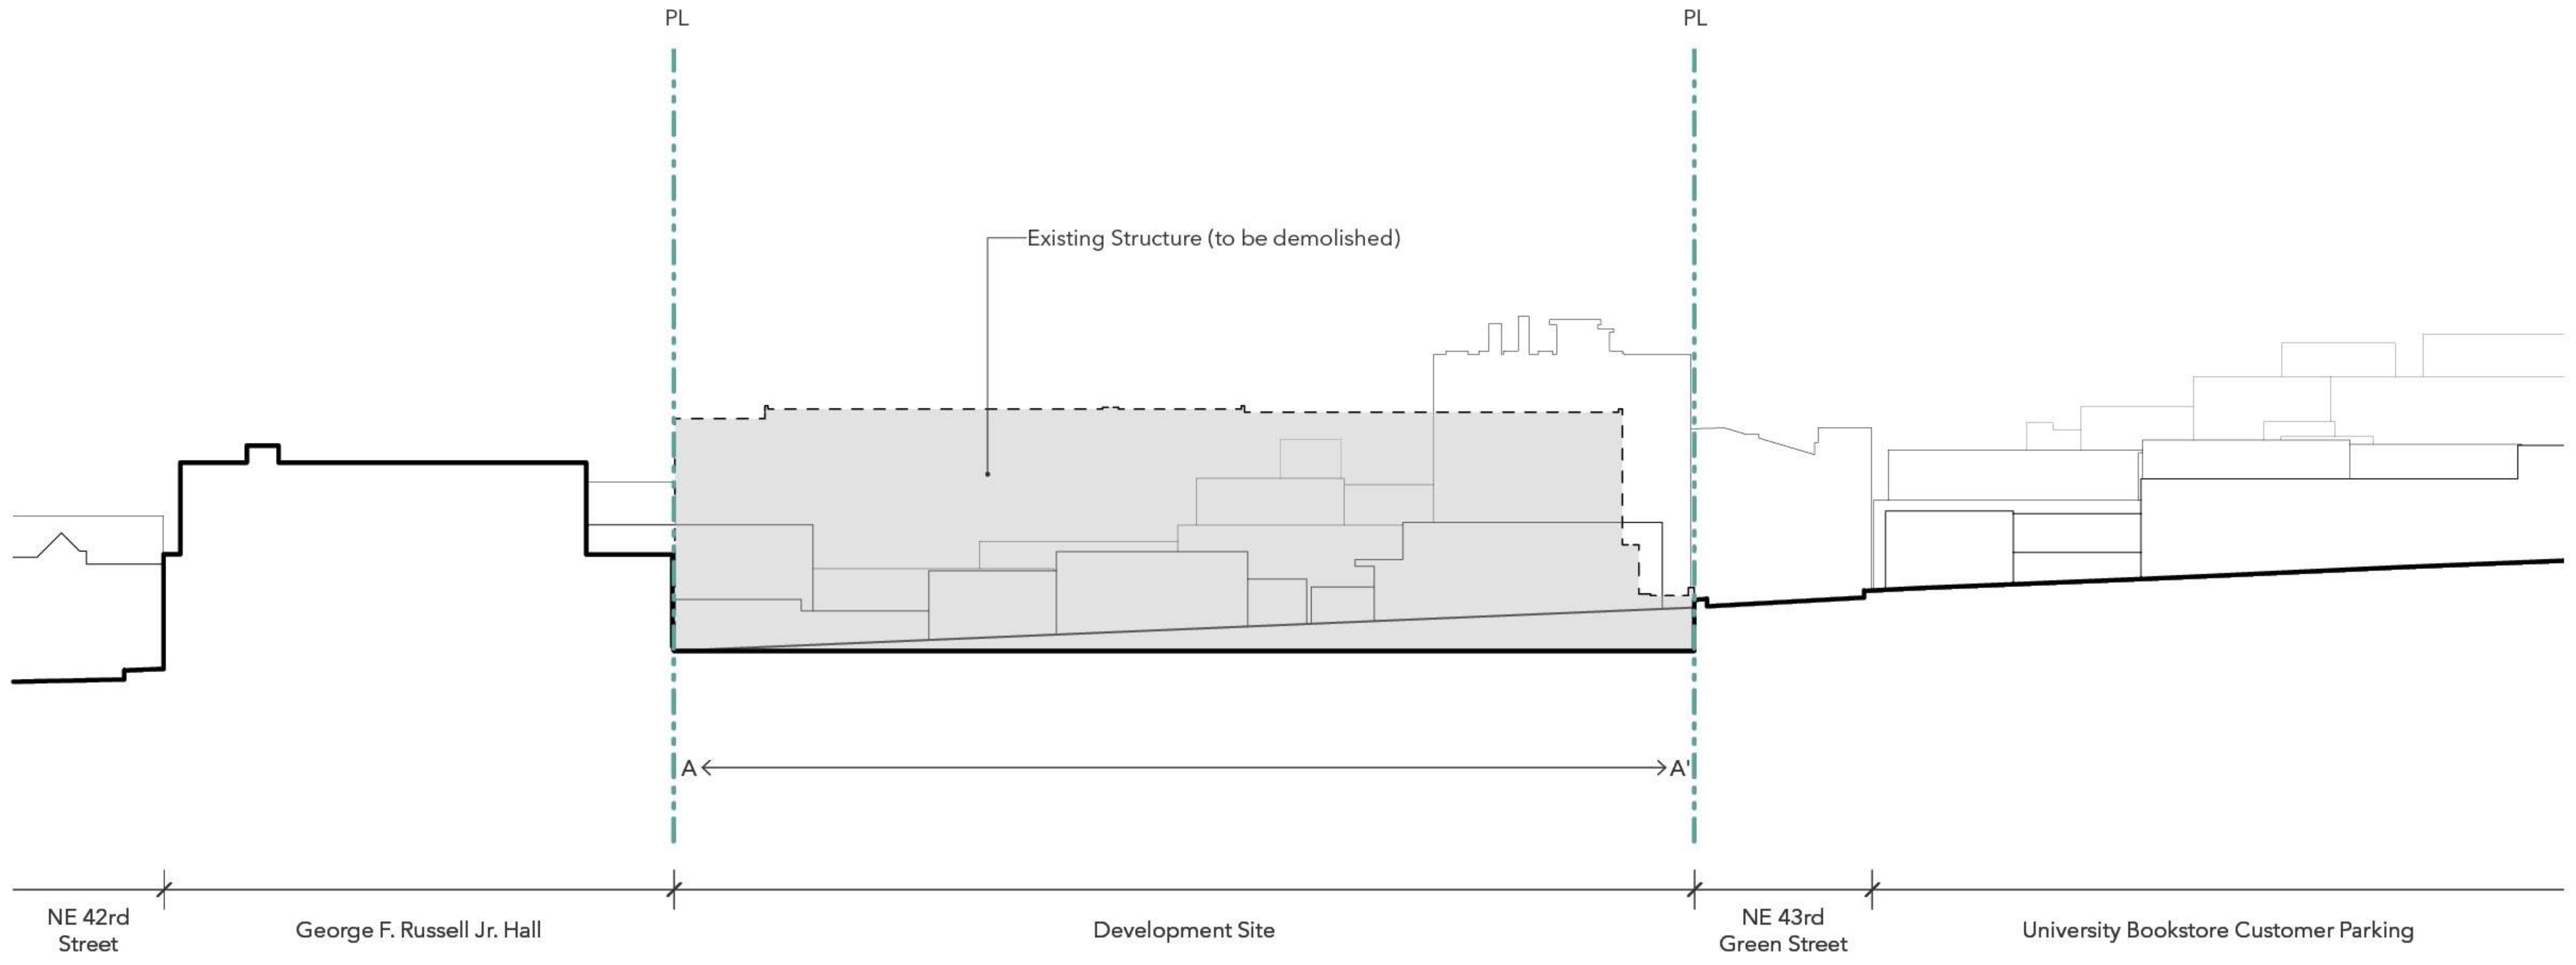 PL
PL
Existing Structure (to be demolished)
A
A'
NE 42rd
Street
George F. Russell Jr. Hall
Development Site
NE 43rd
Green Street
University Bookstore Customer Parking